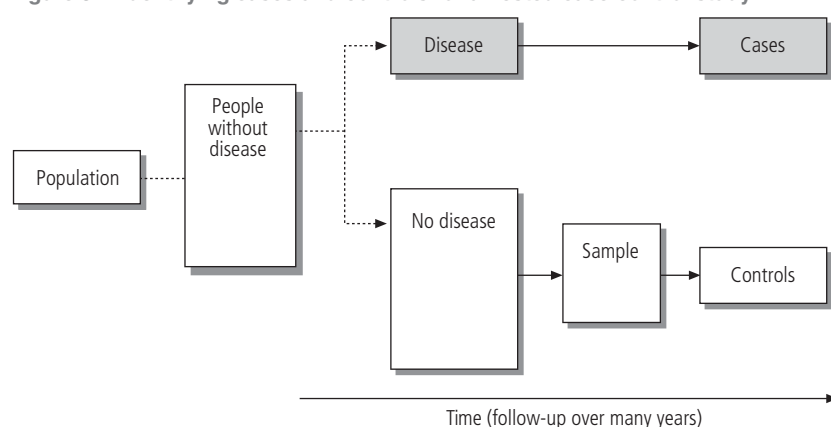 Disease
Cases
People
without
disease
Population
No disease
Sample
Controls
Time (follow-up over many years)